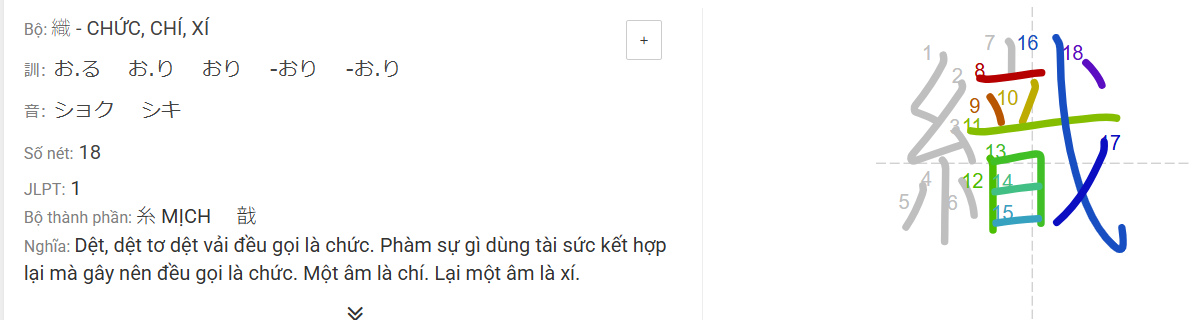 Bộ: 織 - CHỨC, CHÍ, XÍ
+
訓: お.る お.り おり -おり -お.り
音: ショク シキ
Số nét: 18
JLPT: 1
Bộ thành phần: 糸 MỊCH 戠
Nghĩa: Dệt, dệt tơ dệt vải đều gọi là chức. Phàm sự gì dùng tài sức kết hợp
lại mà gây nên đều gọi là chức. Một âm là chí. Lại một âm là xí.
織
1 2 3 4 5 6 7 8 9 10 11 12 13 14 15 16 17 18